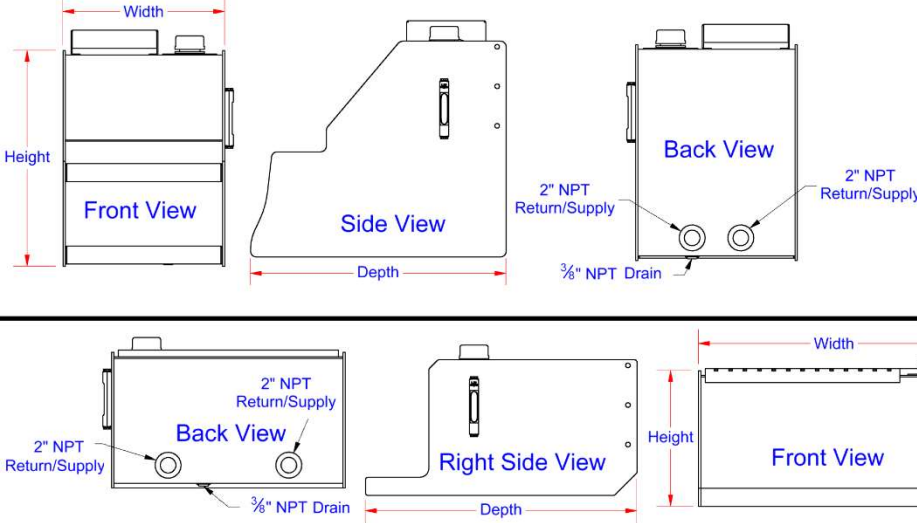 Width
Height
Front View
Side View
Depth
Back View
2" NPT
Return/Supply
2" NPT
Return/Supply
⅜" NPT Drain
2" NPT
Return/Supply
Back View
2" NPT
Return/Supply
⅜" NPT Drain
Right Side View
Depth
Width
Height
Front View